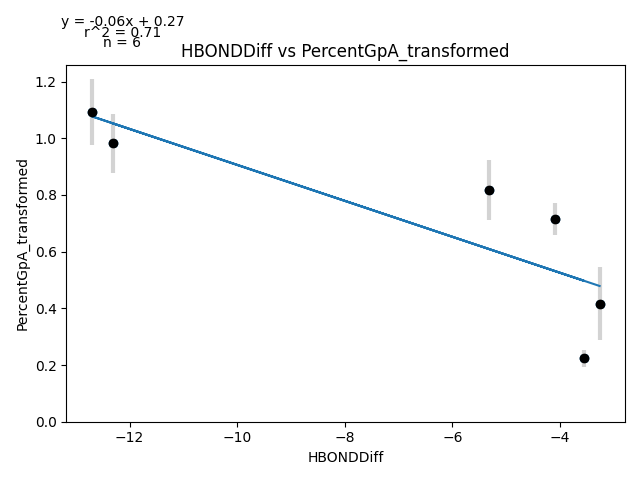 y = -0.06x + 0.27
r^2 = 0.71
n = 6
HBONDDiff vs PercentGpA_transformed
PercentGpA_transformed
1.2
1.0
0.8
0.6
0.4
0.2
0.0
−12
−10
−8
−6
−4
HBONDDiff